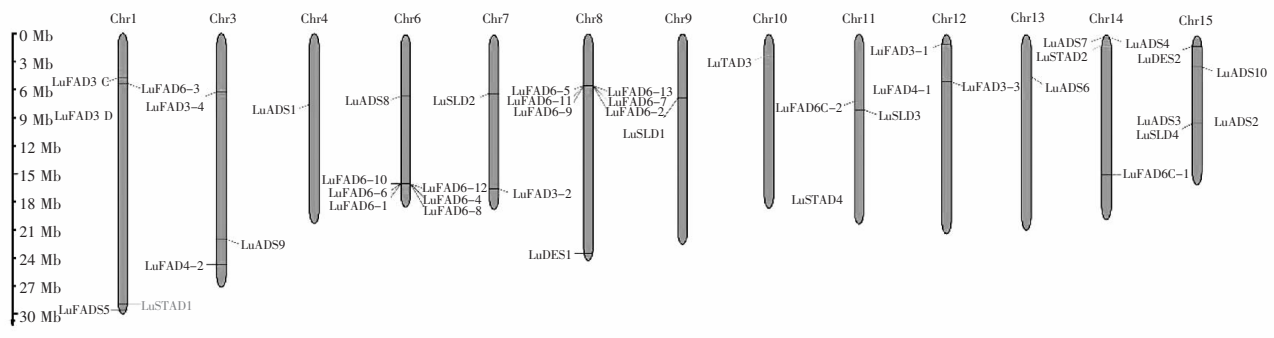 Chr1 Chr3 Chr4 Chr6 Chr7 Chr8 Chr9 Chr10 Chr11 Chr12 Chr13 Chr14 Chr15
0 Mb
LuADS7 LuADS4
LuFAD3-1
LuSTAD2 LuDES2
3 Mb
LuTAD3
LuADS10
LuFAD3 C LuFAD6-3
6 Mb
LuFAD6-5 LuFAD6-13
LuFAD4-1 LuFAD3-3 LuADS6
LuADS8 LuSLD2 LuFAD6-11 LuFAD6-7
LuFAD3-4
LuADS1 LuFAD6-9 LuFAD6-2 LuFAD6C-2
LuFAD3 D
LuSLD3
9 Mb
LuADS3 LuADS2
LuSLD1 LuSLD4
12 Mb
15 Mb
LuFAD6C-1
LuFAD6-10
LuFAD6-12
LuFAD6-6 LuFAD3-2
18 Mb
LuFAD6-4 LuSTAD4
LuFAD6-1
LuFAD6-8
21 Mb
LuADS9
24 Mb
LuDES1
LuFAD4-2
27 Mb
LuSTAD1
LuFADS5
30 Mb